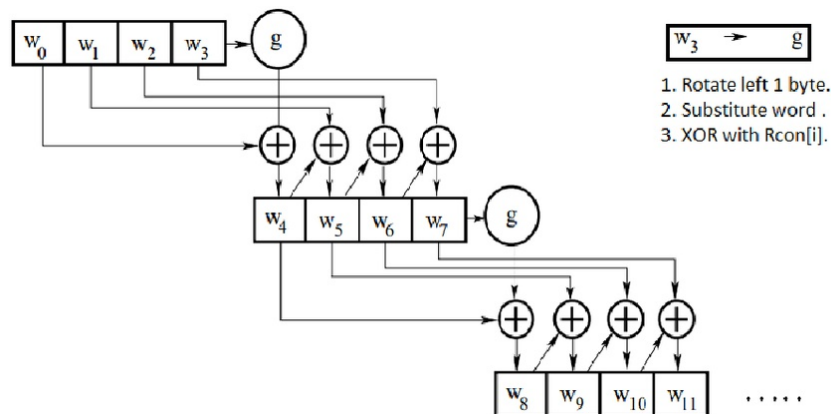 w0 w1 w2 w3 g
w3 → g
1. Rotate left 1 byte.
2. Substitute word .
3. XOR with Rcon[i].
+ + + +
w4 w5 w6 w7 g
+ + + +
w8 w9 w10 w11 . . . . .